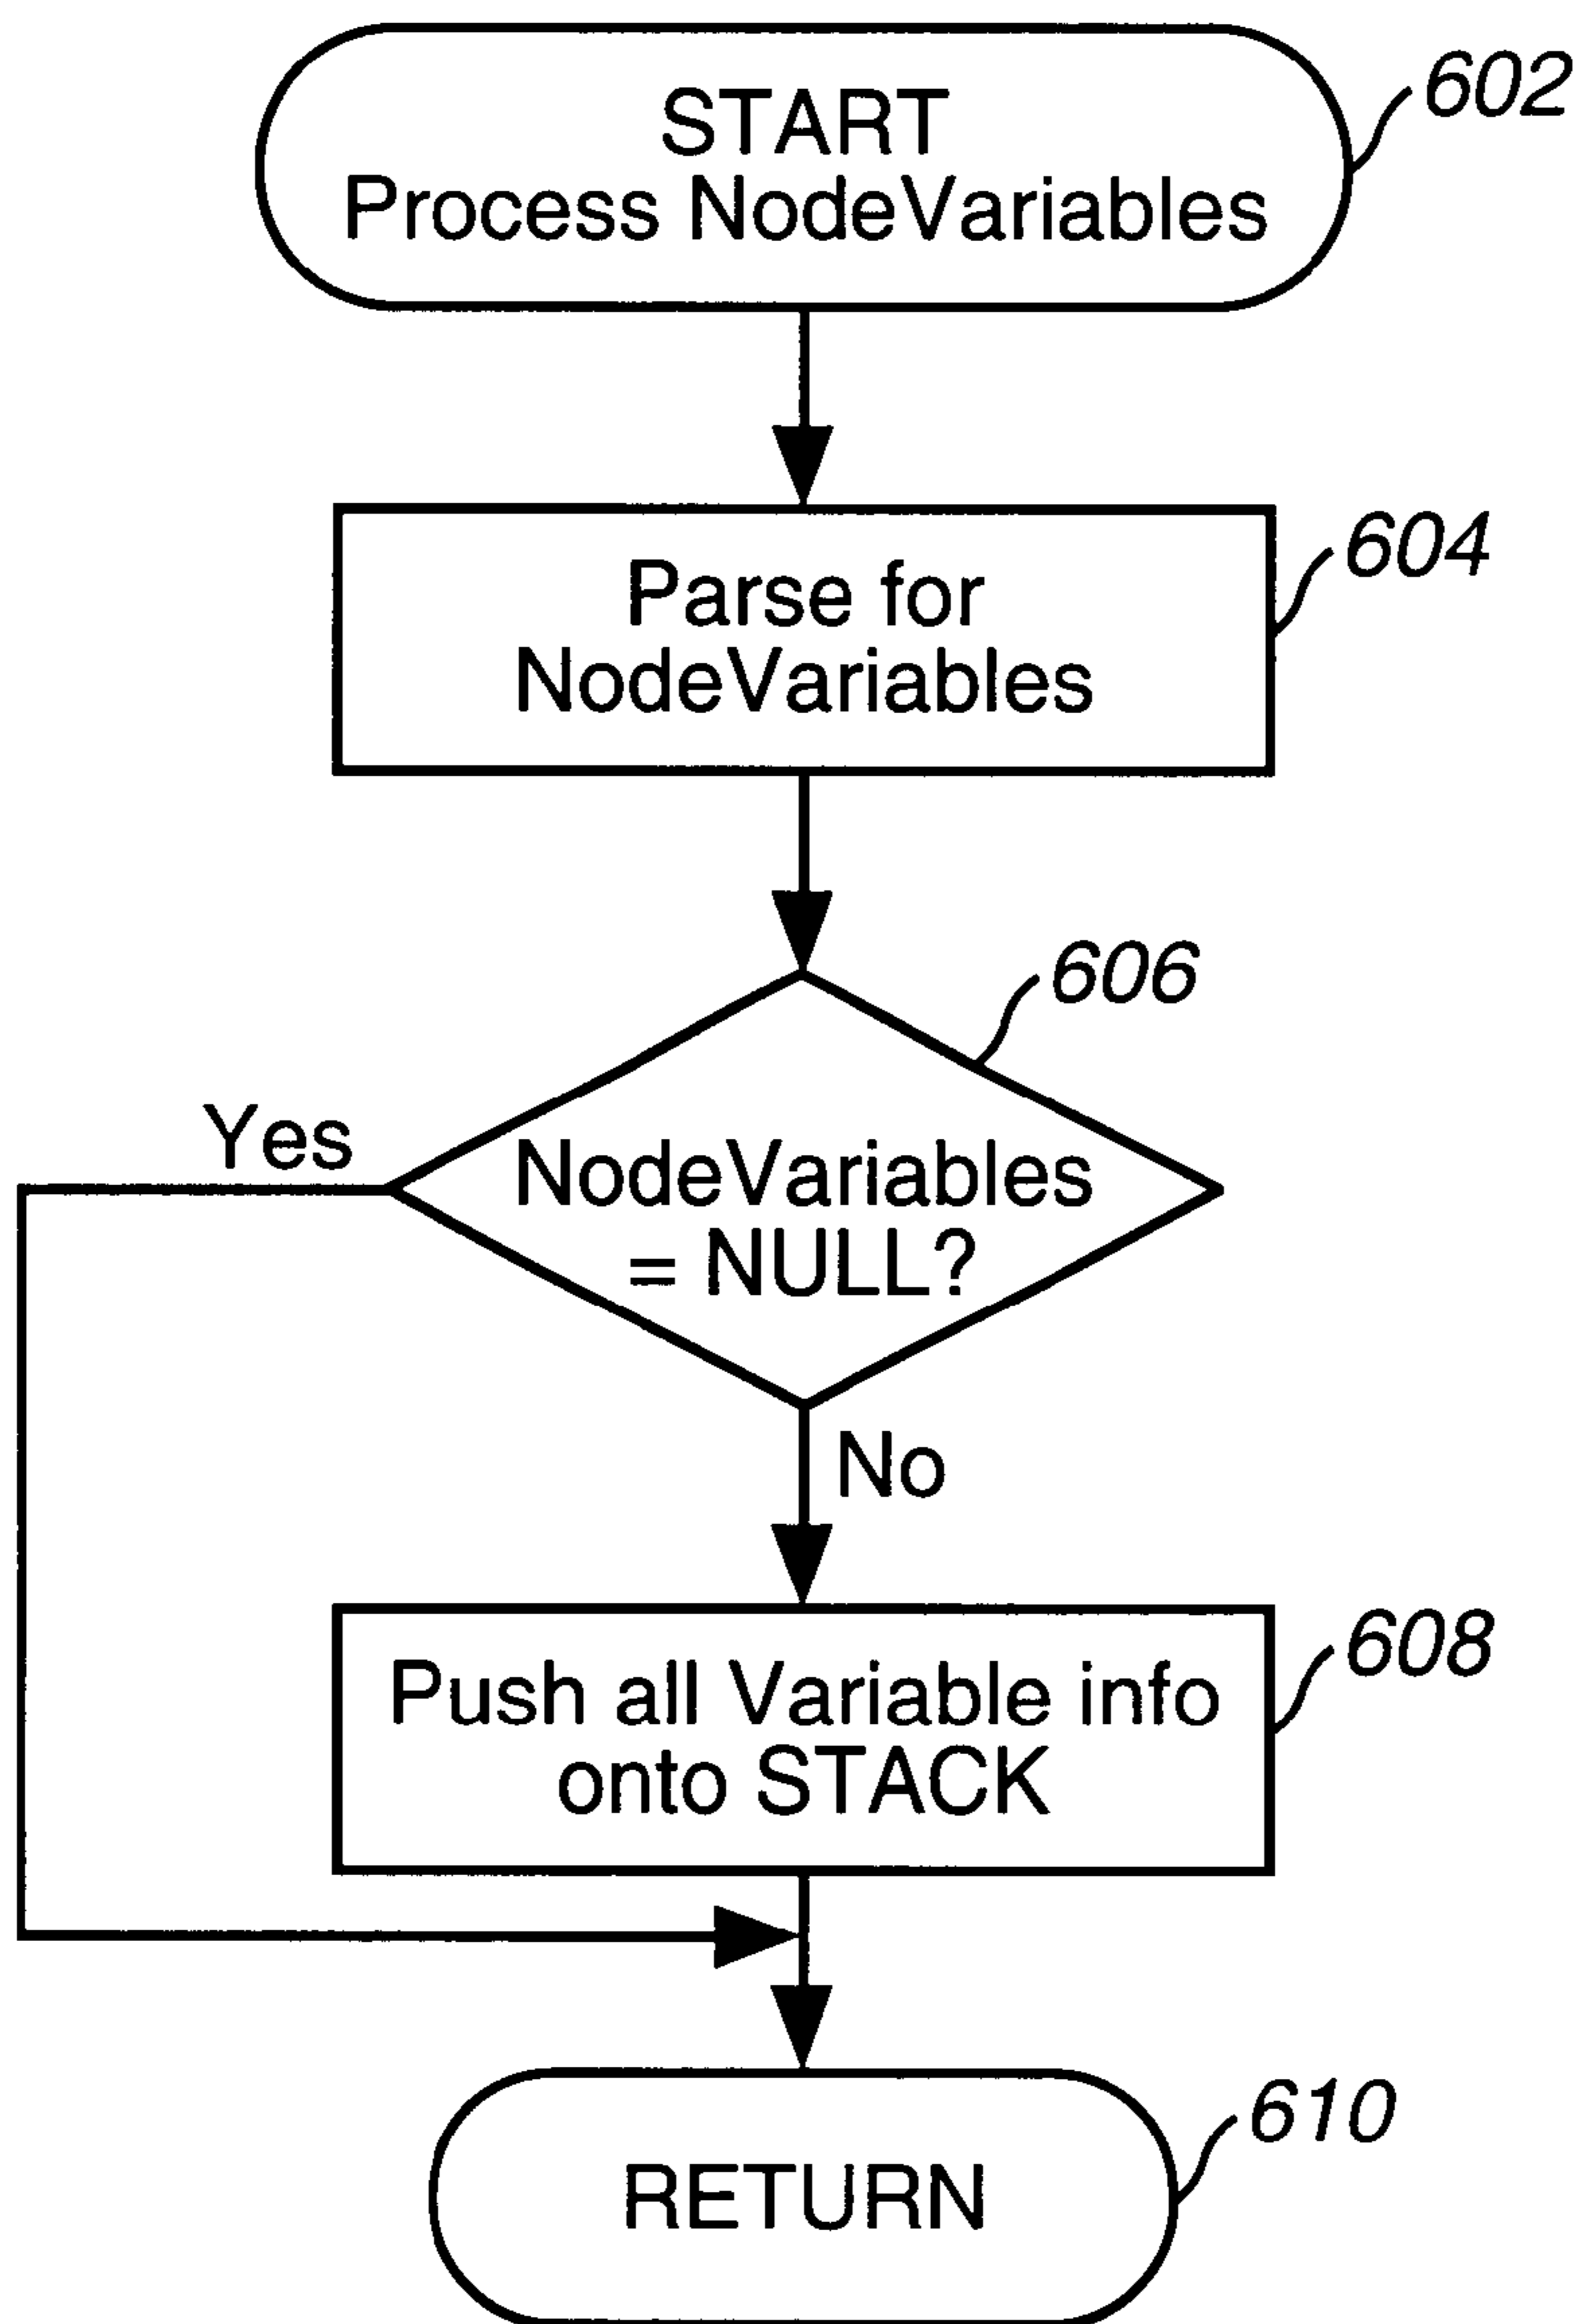 START
Process NodeVariables
602
Parse for
NodeVariables
604
606
Yes
NodeVariables
= NULL?
No
Push all Variable info
onto STACK
608
RETURN
610